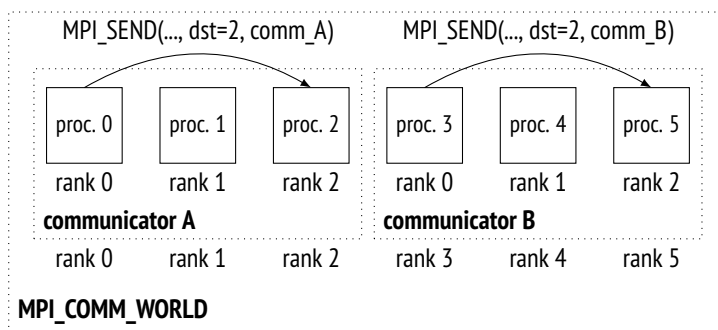 MPI_SEND(..., dst=2, comm_A) MPI_SEND(..., dst=2, comm_B)
proc. 0 proc. 1 proc. 2 proc. 3 proc. 4 proc. 5
rank 0 rank 1 rank 2 rank 0 rank 1 rank 2
communicator A communicator B
rank 0 rank 1 rank 2 rank 3 rank 4 rank 5
MPI_COMM_WORLD